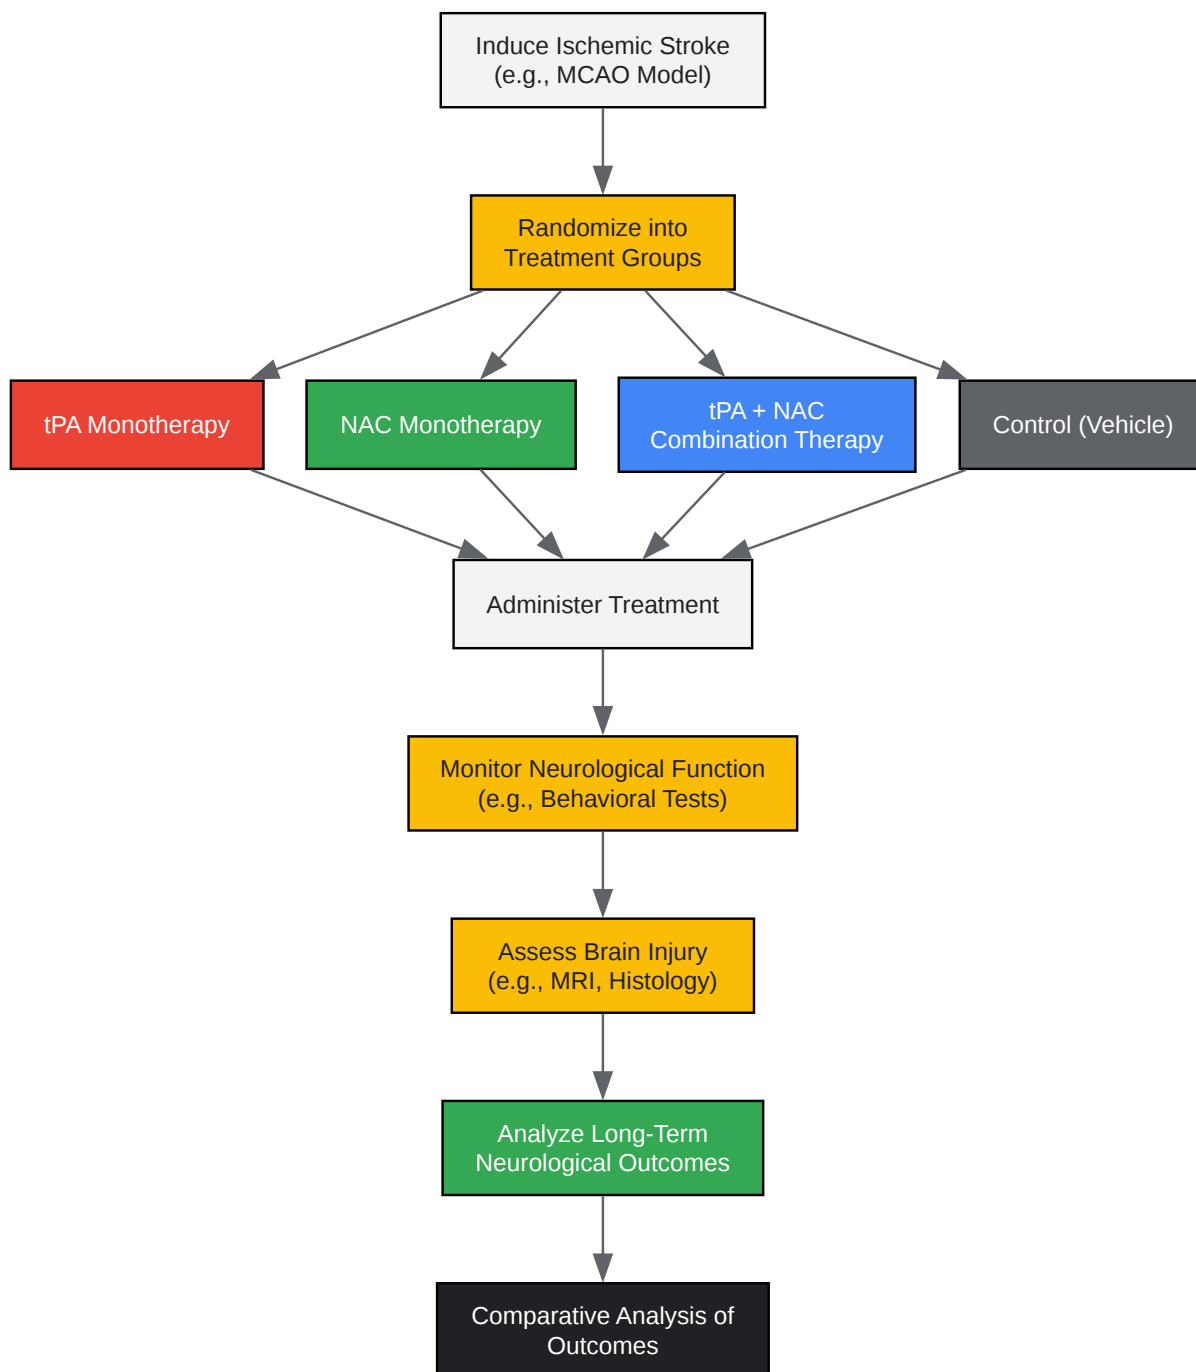 Induce Ischemic Stroke
(e.g., MCAO Model)
Randomize into
Treatment Groups
tPA Monotherapy
NAC Monotherapy
tPA + NAC
Combination Therapy
Control (Vehicle)
Administer Treatment
Monitor Neurological Function
(e.g., Behavioral Tests)
Assess Brain Injury
(e.g., MRI, Histology)
Analyze Long-Term
Neurological Outcomes
Comparative Analysis of
Outcomes